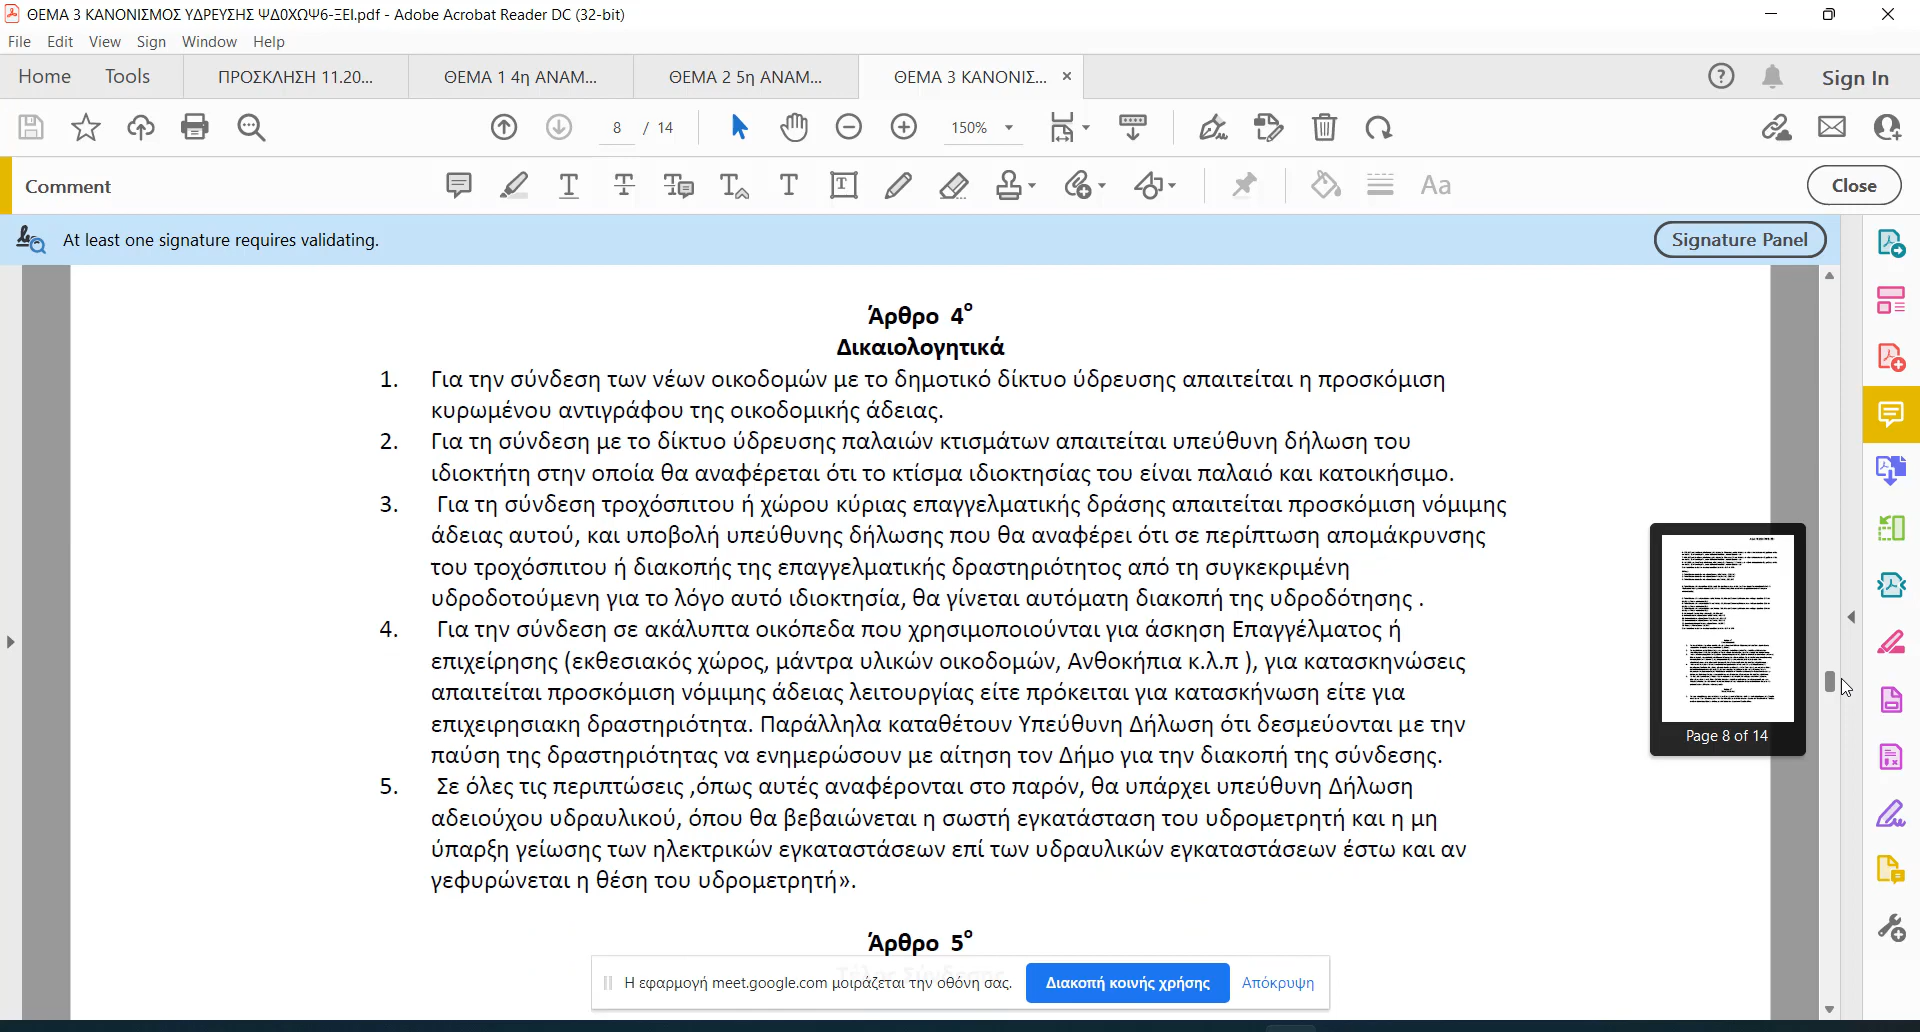 ΘΕΜΑ 3 ΚΑΝΟΝΙΣΜΟΣ ΥΔΡΕΥΣΗΣ ΨΔ0ΧΩΨ6-ΞΕΙ.pdf - Adobe Acrobat Reader DC (32-bit)
File Edit View Sign Window Help
Home Tools ΠΡΟΣΚΛΗΣΗ 11.20... ΘΕΜΑ 1 4η ΑΝΑΜ... ΘΕΜΑ 2 5η ΑΝΑΜ... ΘΕΜΑ 3 ΚΑΝΟΝΙΣ... Sign In
8 / 14 150%
Comment Aa Close
At least one signature requires validating. Signature Panel
Άρθρο 4ο
Δικαιολογητικά
1. Για την σύνδεση των νέων οικοδομών με το δημοτικό δίκτυο ύδρευσης απαιτείται η προσκόμιση
κυρωμένου αντιγράφου της οικοδομικής άδειας.
2. Για τη σύνδεση με το δίκτυο ύδρευσης παλαιών κτισμάτων απαιτείται υπεύθυνη δήλωση του
ιδιοκτήτη στην οποία θα αναφέρεται ότι το κτίσμα ιδιοκτησίας του είναι παλαιό και κατοικήσιμο.
3. Για τη σύνδεση τροχόσπιτου ή χώρου κύριας επαγγελματικής δράσης απαιτείται προσκόμιση νόμιμης
άδειας αυτού, και υποβολή υπεύθυνης δήλωσης που θα αναφέρει ότι σε περίπτωση απομάκρυνσης
του τροχόσπιτου ή διακοπής της επαγγελματικής δραστηριότητος από τη συγκεκριμένη
υδροδοτούμενη για το λόγο αυτό ιδιοκτησία, θα γίνεται αυτόματη διακοπή της υδροδότησης .
4. Για την σύνδεση σε ακάλυπτα οικόπεδα που χρησιμοποιούνται για άσκηση Επαγγέλματος ή
επιχείρησης (εκθεσιακός χώρος, μάντρα υλικών οικοδομών, Ανθοκήπια κ.λ.π ), για κατασκηνώσεις
απαιτείται προσκόμιση νόμιμης άδειας λειτουργίας είτε πρόκειται για κατασκήνωση είτε για
επιχειρησιακη δραστηριότητα. Παράλληλα καταθέτουν Υπεύθυνη Δήλωση ότι δεσμεύονται με την
παύση της δραστηριότητας να ενημερώσουν με αίτηση τον Δήμο για την διακοπή της σύνδεσης.
5. Σε όλες τις περιπτώσεις ,όπως αυτές αναφέρονται στο παρόν, θα υπάρχει υπεύθυνη Δήλωση
αδειούχου υδραυλικού, όπου θα βεβαιώνεται η σωστή εγκατάσταση του υδρομετρητή και η μη
ύπαρξη γείωσης των ηλεκτρικών εγκαταστάσεων επί των υδραυλικών εγκαταστάσεων έστω και αν
γεφυρώνεται η θέση του υδρομετρητή».
Page 8 of 14
Άρθρο 5ο
Η εφαρμογή meet.google.com μοιράζεται την οθόνη σας. Διακοπή κοινής χρήσης Απόκρυψη